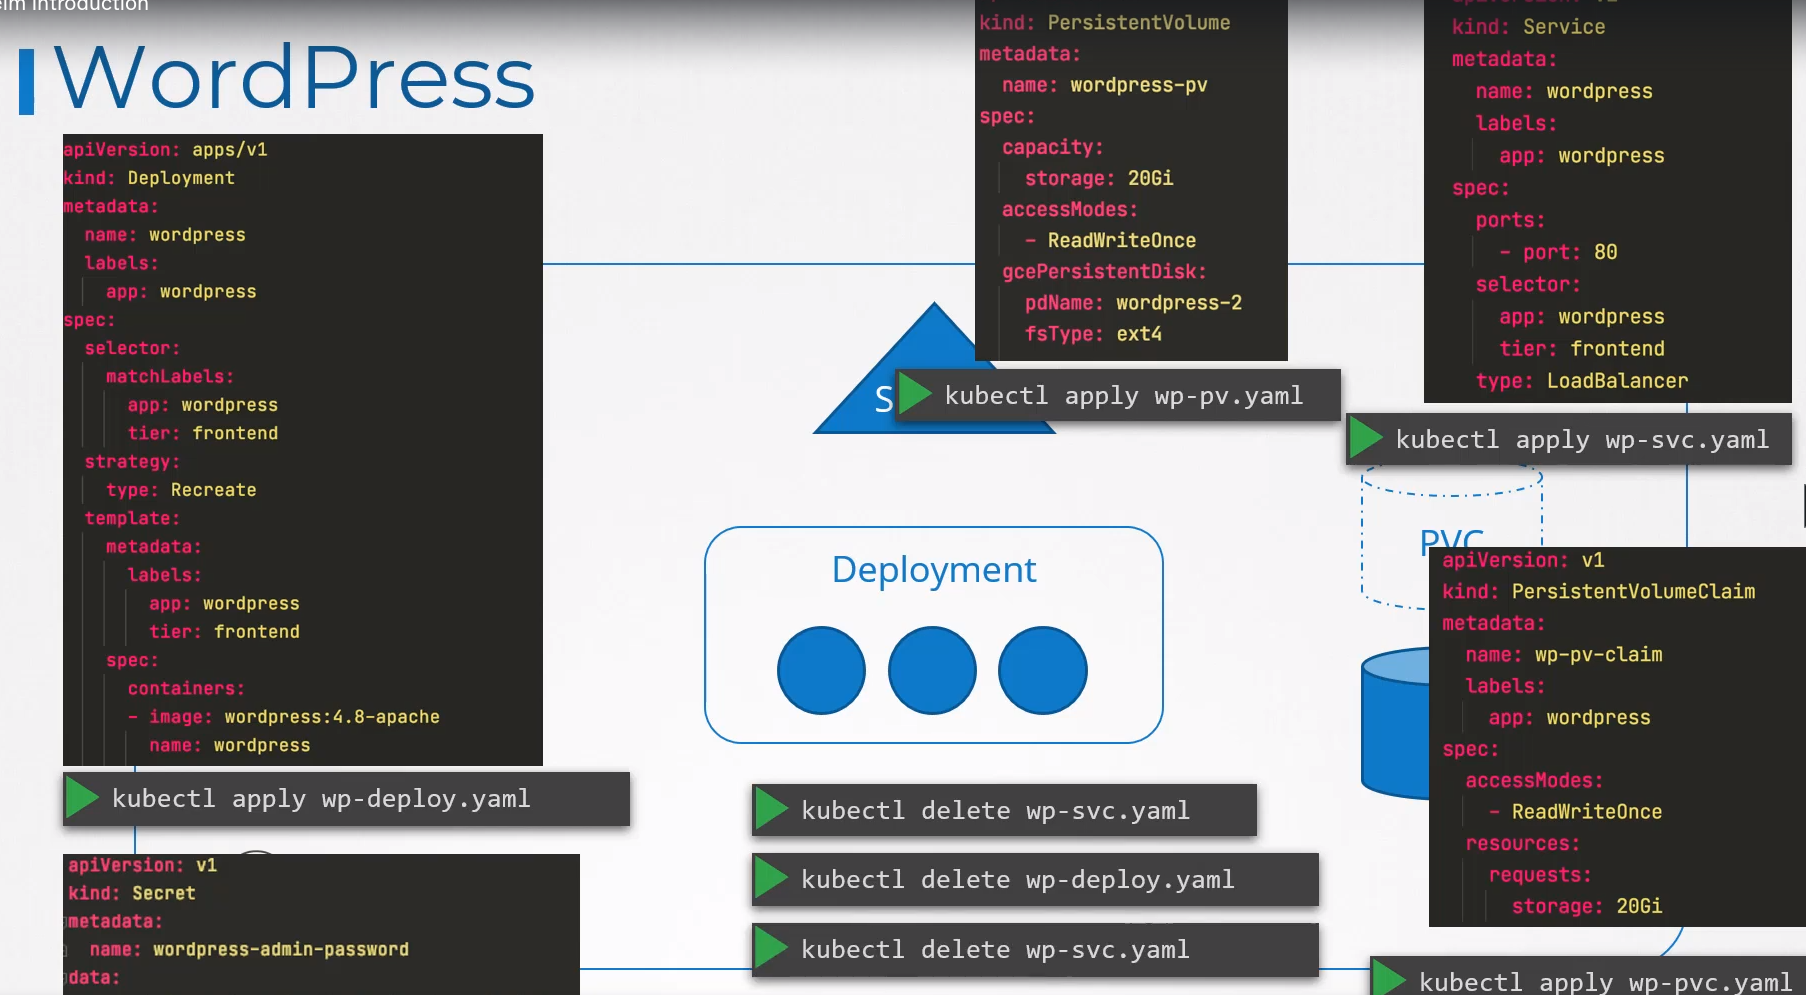 Introduction
WordPress
apiVersion: apps/v1
kind: Deployment
metadata:
name: wordpress
labels:
app: wordpress
spec:
selector:
matchLabels:
app: wordpress
tier: frontend
strategy:
type: Recreate
template:
metadata:
labels:
app: wordpress
tier: frontend
spec:
containers:
- image: wordpress:4.8-apache
name: wordpress
kubectl apply wp-deploy.yaml
apiVersion: v1
kind: Secret
metadata:
name: wordpress-admin-password
data:
kind: PersistentVolume
metadata:
name: wordpress-pv
spec:
capacity:
storage: 20Gi
accessModes:
- ReadWriteOnce
gcePersistentDisk:
pdName: wordpress-2
fsType: ext4
S
kubectl apply wp-pv.yaml
Deployment
kubectl delete wp-svc.yaml
kubectl delete wp-deploy.yaml
kubectl delete wp-svc.yaml
kind: Service
metadata:
name: wordpress
labels:
app: wordpress
spec:
ports:
- port: 80
selector:
app: wordpress
tier: frontend
type: LoadBalancer
kubectl apply wp-svc.yaml
PVC
apiVersion: v1
kind: PersistentVolumeClaim
metadata:
name: wp-pv-claim
labels:
app: wordpress
spec:
accessModes:
- ReadWriteOnce
resources:
requests:
storage: 20Gi
kubectl apply wp-pvc.yaml